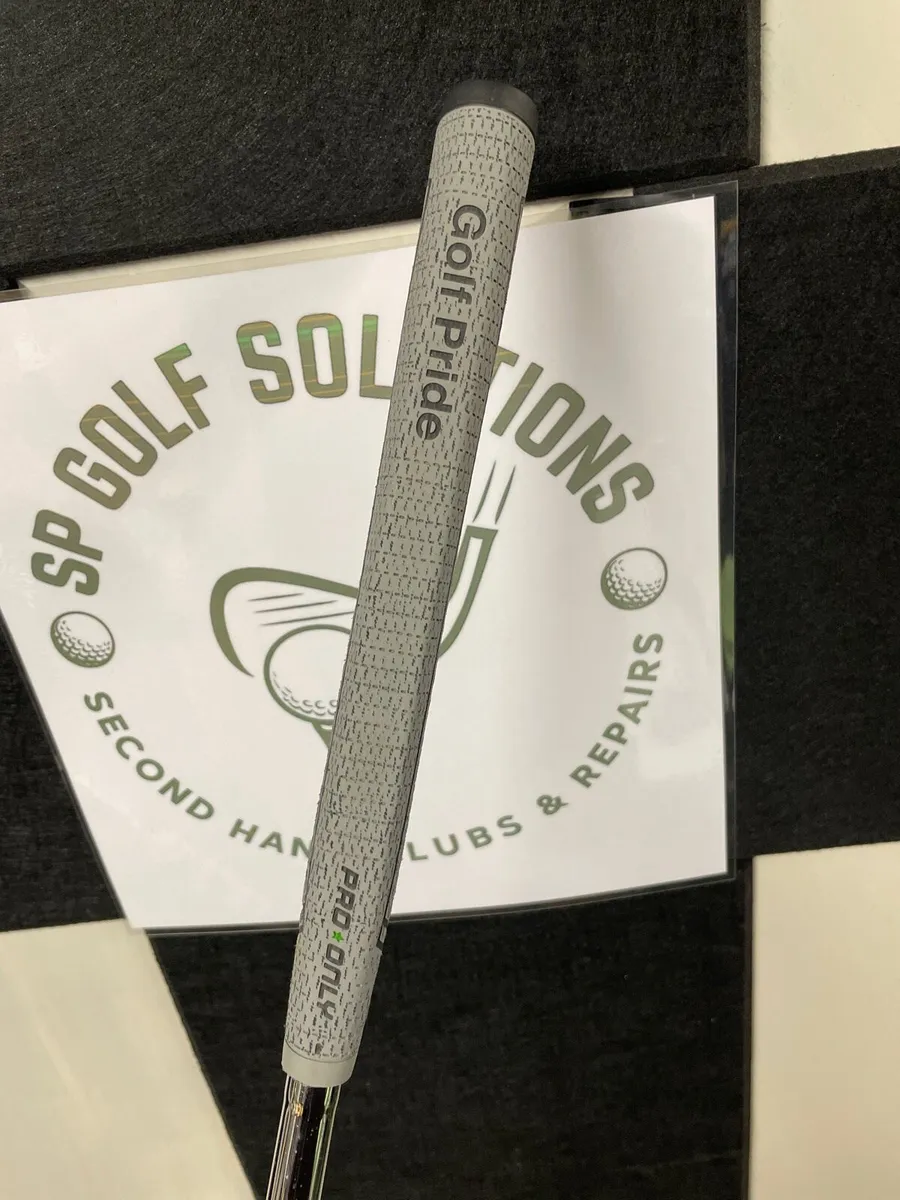 Golf Pride
PRO ONLY
SP GOLF SOL TIONS
SECOND HAN LUBS & REPAIRS